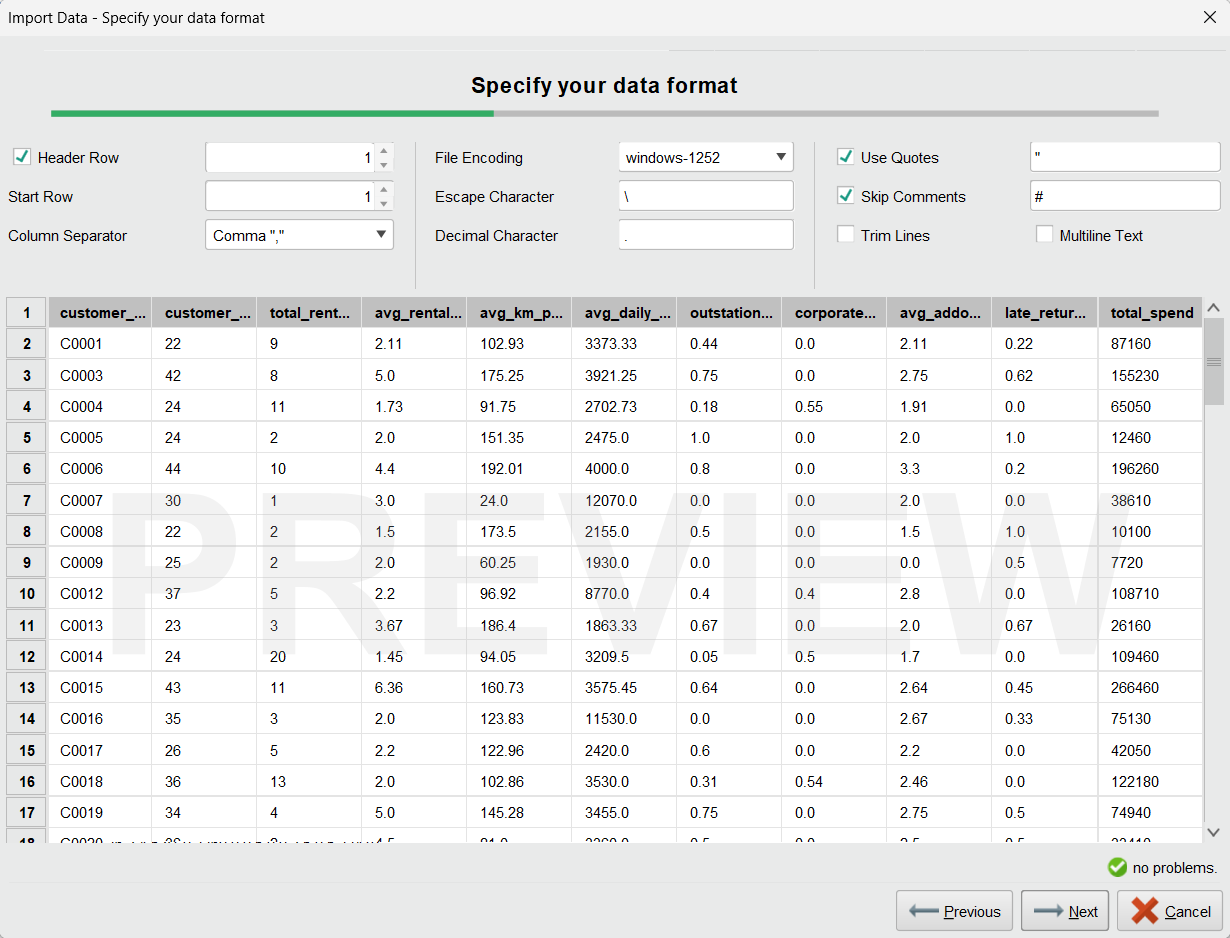 Import Data - Specify your data format
Specify your data format
Header Row 1 File Encoding windows-1252 Use Quotes "
Start Row 1 Escape Character \ Skip Comments #
Column Separator Comma "," Decimal Character . Trim Lines Multiline Text
1 customer_... customer_... total_rent... avg_rental... avg_km_p... avg_daily_... outstation... corporate... avg_addo... late_retur... total_spend
2 C0001 22 9 2.11 102.93 3373.33 0.44 0.0 2.11 0.22 87160
3 C0003 42 8 5.0 175.25 3921.25 0.75 0.0 2.75 0.62 155230
4 C0004 24 11 1.73 91.75 2702.73 0.18 0.55 1.91 0.0 65050
5 C0005 24 2 2.0 151.35 2475.0 1.0 0.0 2.0 1.0 12460
6 C0006 44 10 4.4 192.01 4000.0 0.8 0.0 3.3 0.2 196260
7 C0007 30 1 3.0 24.0 12070.0 0.0 0.0 2.0 0.0 38610
8 C0008 22 2 1.5 173.5 2155.0 0.5 0.0 1.5 1.0 10100
9 C0009 25 2 2.0 60.25 1930.0 0.0 0.0 0.0 0.5 7720
10 C0012 37 5 2.2 96.92 8770.0 0.4 0.4 2.8 0.0 108710
11 C0013 23 3 3.67 186.4 1863.33 0.67 0.0 2.0 0.67 26160
12 C0014 24 20 1.45 94.05 3209.5 0.05 0.5 1.7 0.0 109460
13 C0015 43 11 6.36 160.73 3575.45 0.64 0.0 2.64 0.45 266460
14 C0016 35 3 2.0 123.83 11530.0 0.0 0.0 2.67 0.33 75130
15 C0017 26 5 2.2 122.96 2420.0 0.6 0.0 2.2 0.0 42050
16 C0018 36 13 2.0 102.86 3530.0 0.31 0.54 2.46 0.0 122180
17 C0019 34 4 5.0 145.28 3455.0 0.75 0.0 2.75 0.5 74940
18 C0020
PREVIEW
no problems.
Previous Next Cancel